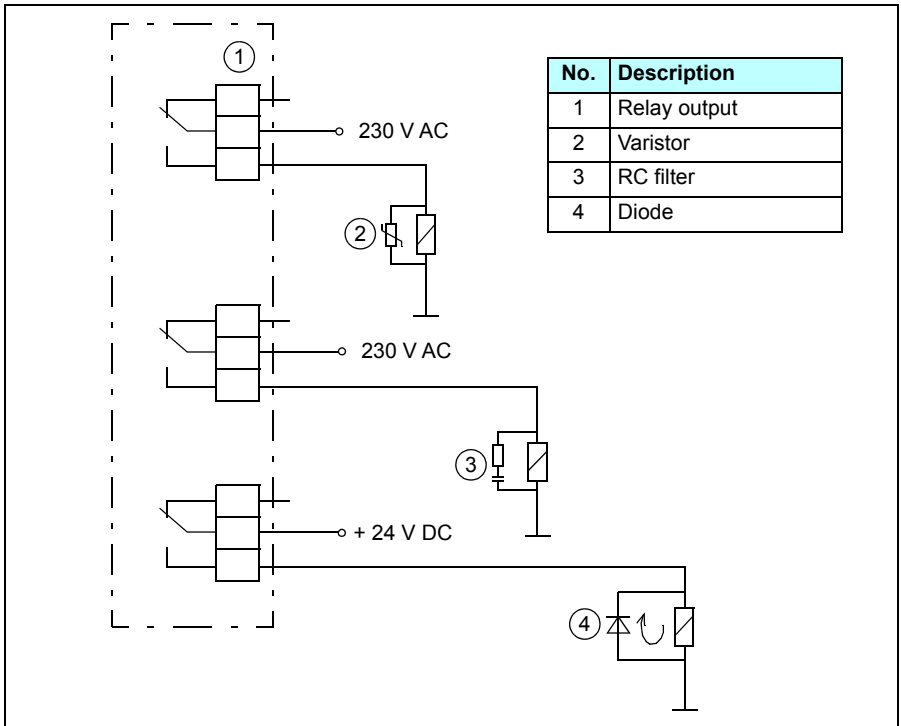 1
230 V AC
2
230 V AC
3
+ 24 V DC
4
No. Description
1 Relay output
2 Varistor
3 RC filter
4 Diode